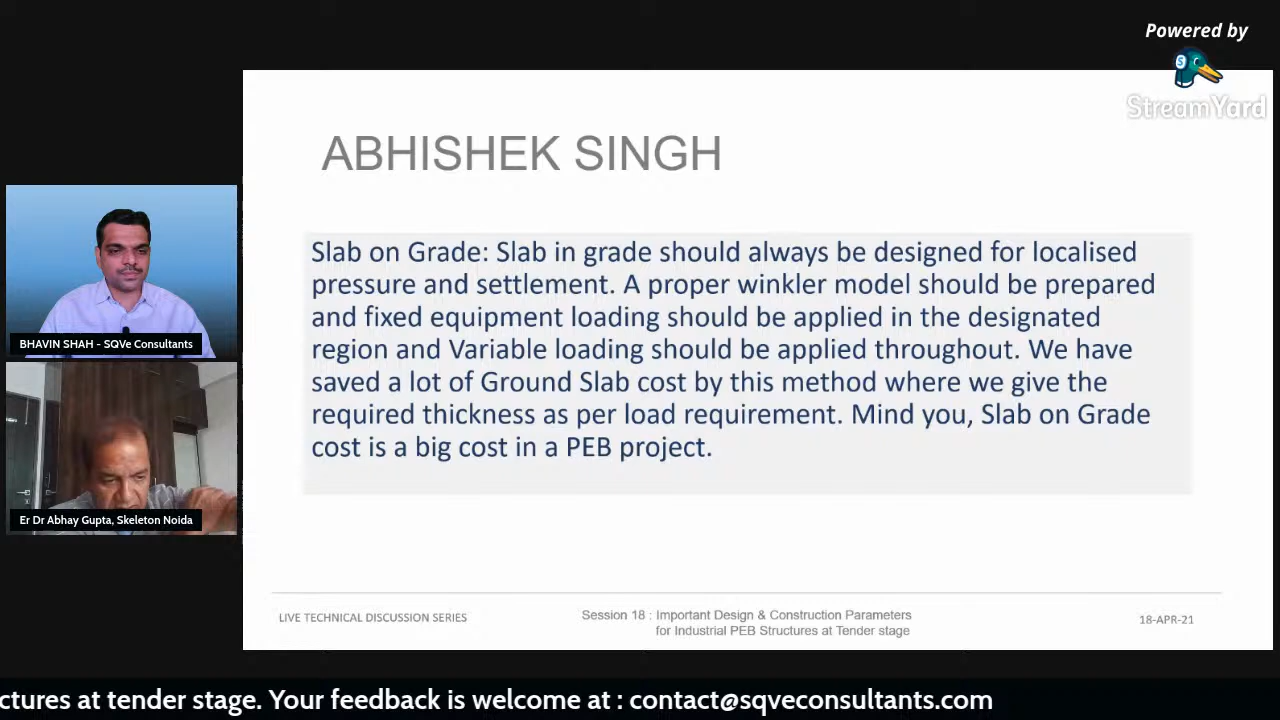 Powered by
StreamYard
ABHISHEK SINGH
Slab on Grade: Slab in grade should always be designed for localised
pressure and settlement. A proper winkler model should be prepared
and fixed equipment loading should be applied in the designated
region and Variable loading should be applied throughout. We have
saved a lot of Ground Slab cost by this method where we give the
required thickness as per load requirement. Mind you, Slab on Grade
cost is a big cost in a PEB project.
BHAVIN SHAH - SQVe Consultants
Er Dr Abhay Gupta, Skeleton Noida
LIVE TECHNICAL DISCUSSION SERIES
Session 18 : Important Design & Construction Parameters
for Industrial PEB Structures at Tender stage
18-APR-21
ctures at tender stage. Your feedback is welcome at : contact@sqveconsultants.com